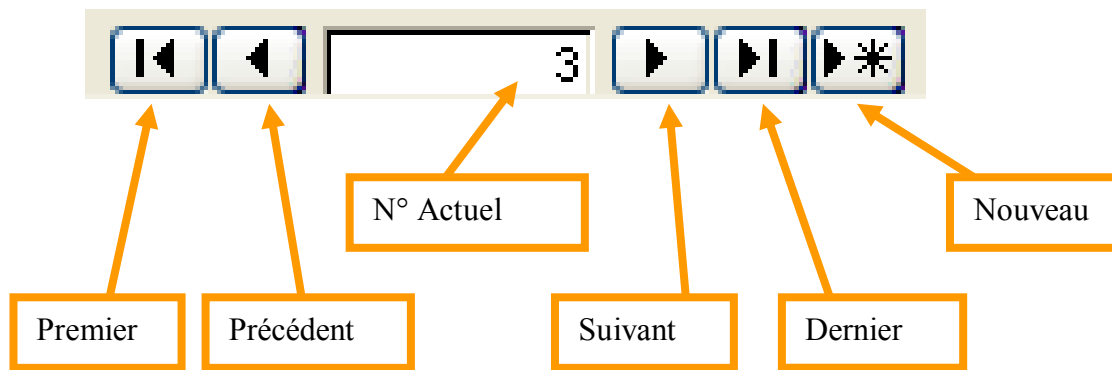 3
N° Actuel
Nouveau
Premier
Précédent
Suivant
Dernier